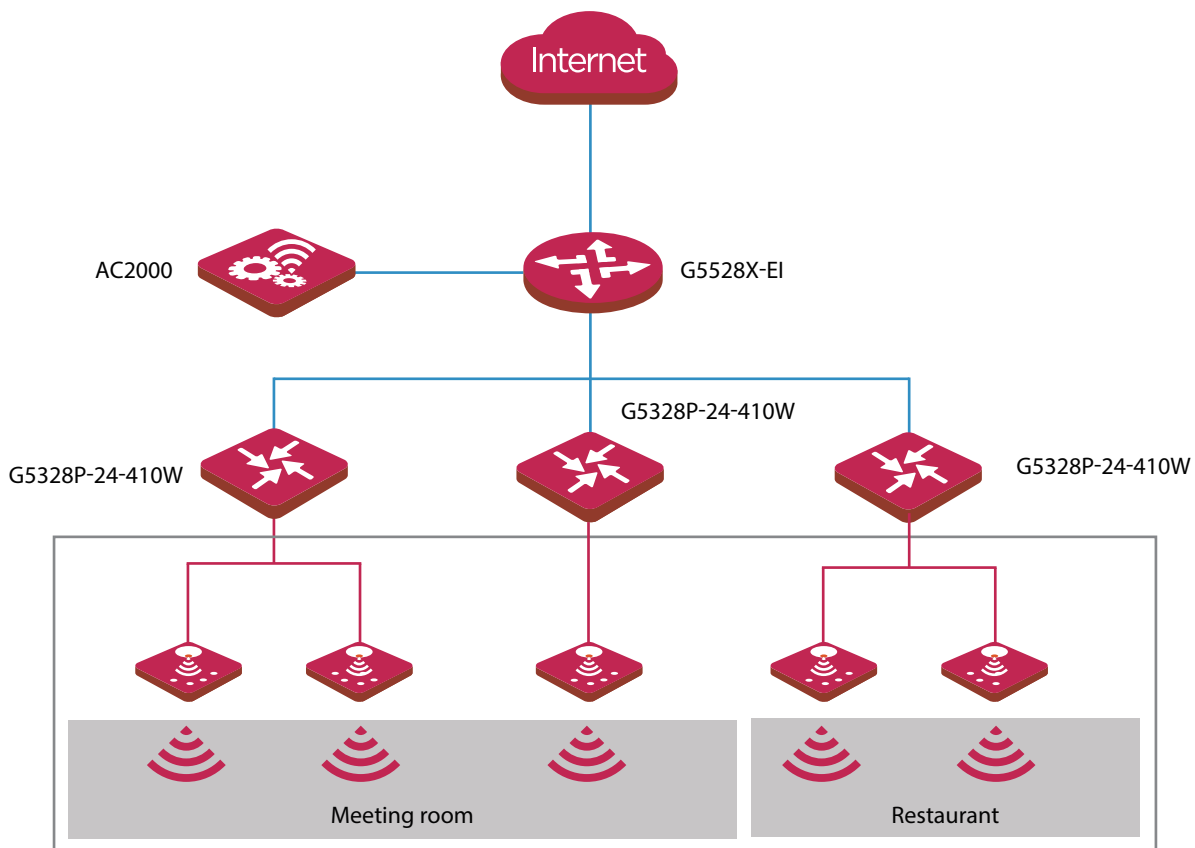 Internet
AC2000
G5528X-EI
G5328P-24-410W
G5328P-24-410W
G5328P-24-410W
Meeting room
Restaurant